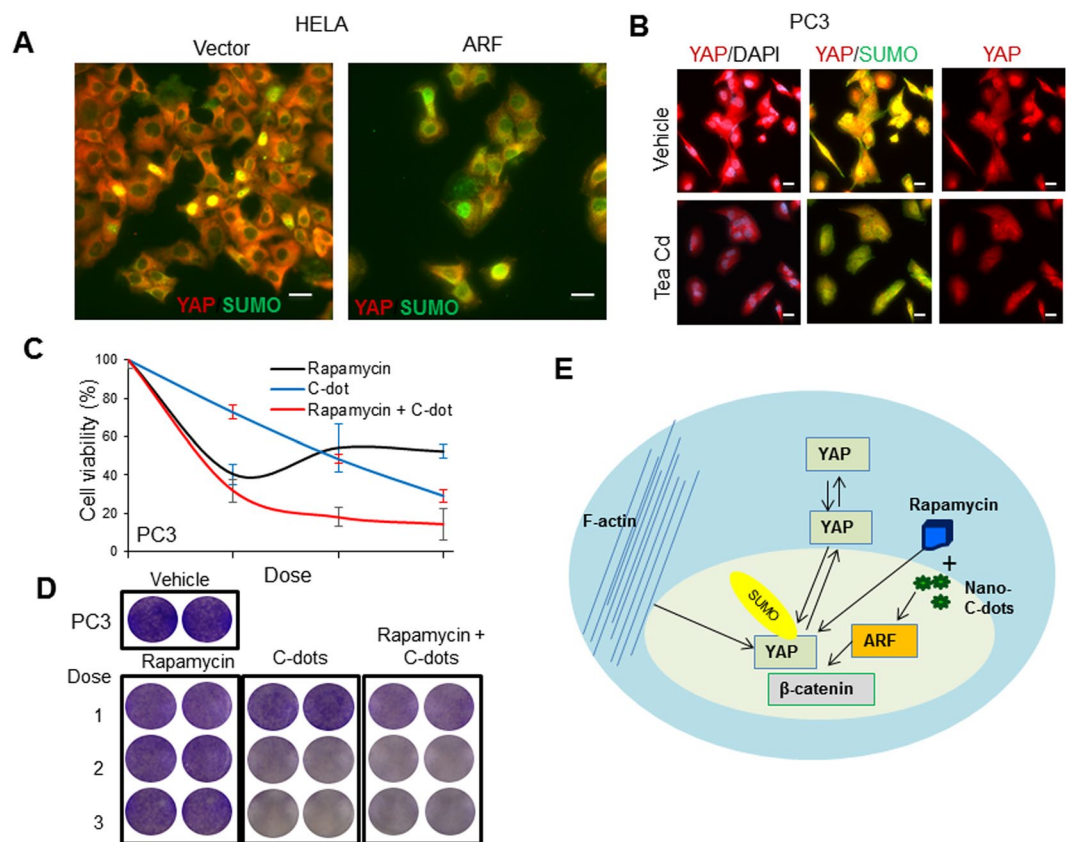 A
HELA
Vector
ARF
YAP SUMO
YAP SUMO
B
PC3
YAP/DAPI
YAP/SUMO
YAP
Vehicle
Tea Cd
C
Cell viability (%)
100
80
60
40
20
0
Rapamycin
C-dot
Rapamycin + C-dot
PC3
Dose
D
Vehicle
PC3
Rapamycin
C-dots
Rapamycin +
C-dots
Dose
1
2
3
E
F-actin
YAP
YAP
Rapamycin
+
Nano-
C-dots
SUMO
YAP
ARF
β-catenin